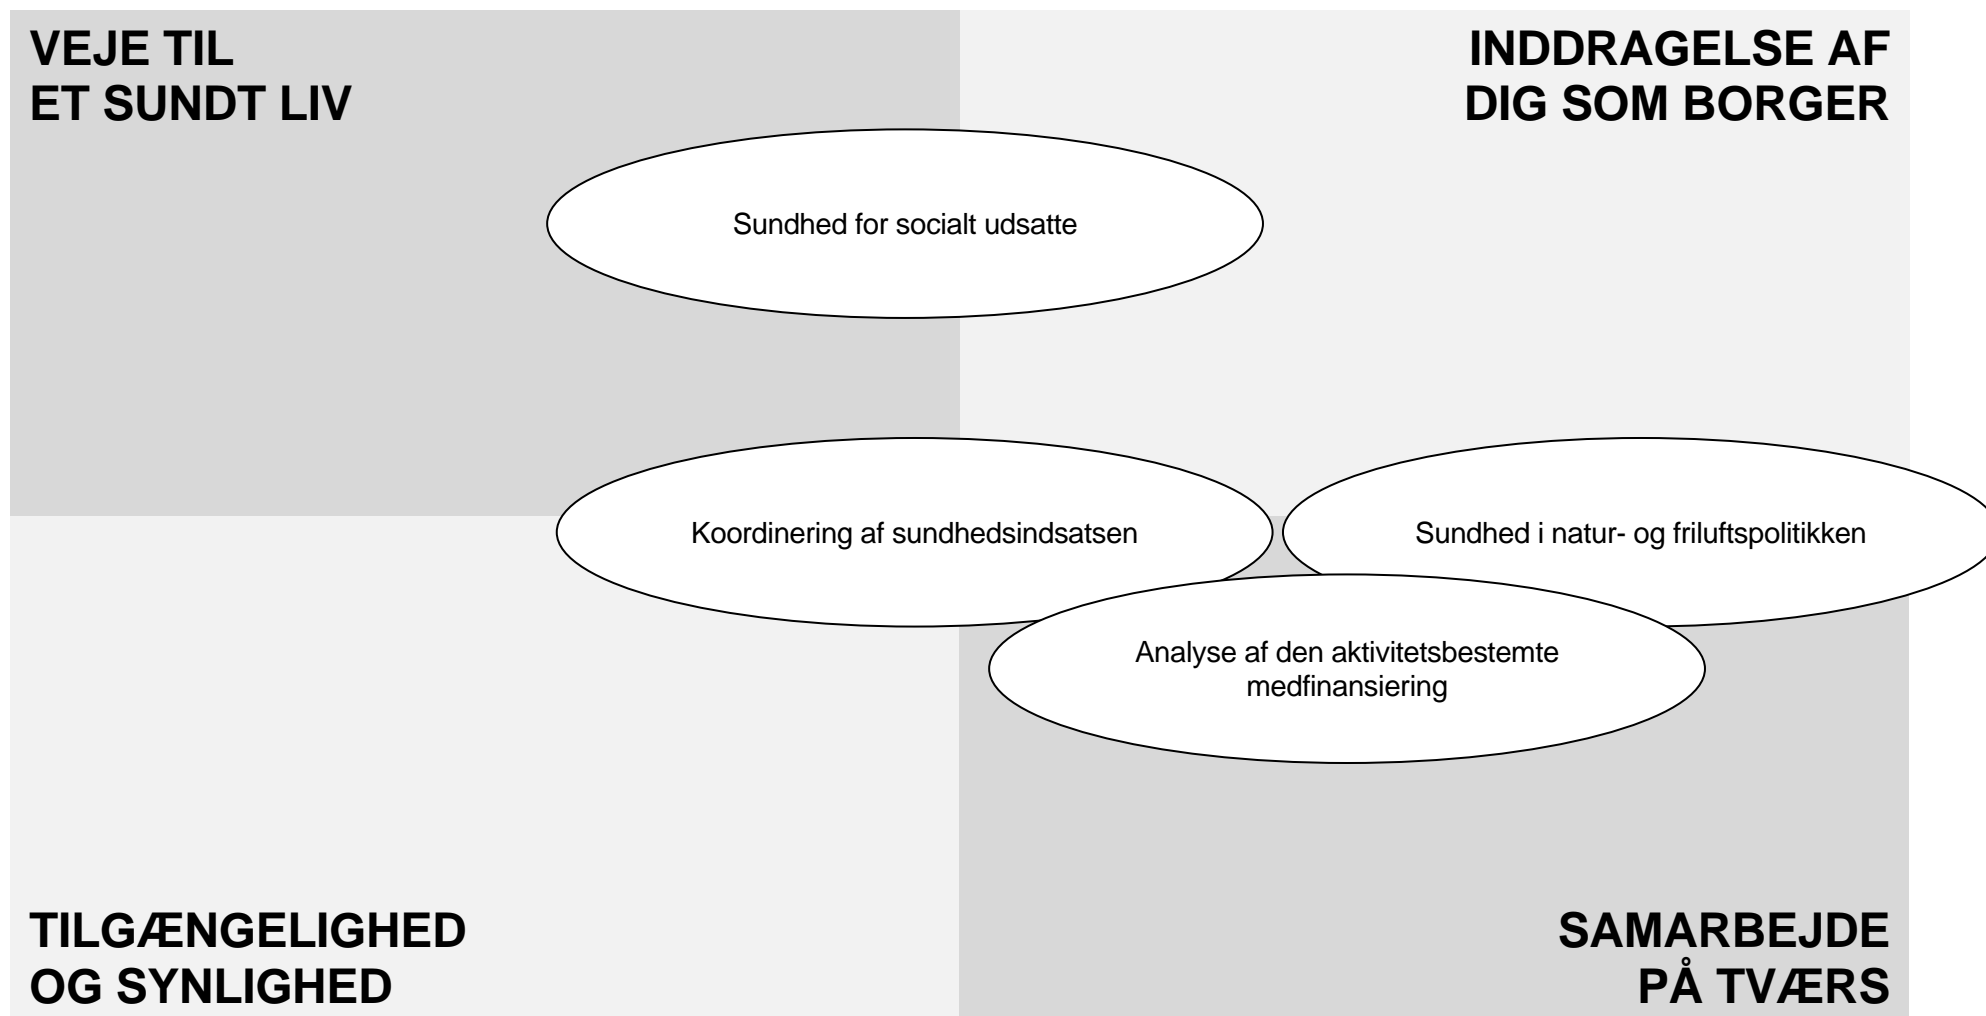 VEJE TIL
ET SUNDT LIV
INDDRAGELSE AF
DIG SOM BORGER
Sundhed for socialt udsatte
Koordinering af sundhedsindsatsen
Sundhed i natur- og friluftspolitikken
Analyse af den aktivitetsbestemte
medfinansiering
TILGÆNGELIGHED
OG SYNLIGHED
SAMARBEJDE
PÅ TVÆRS